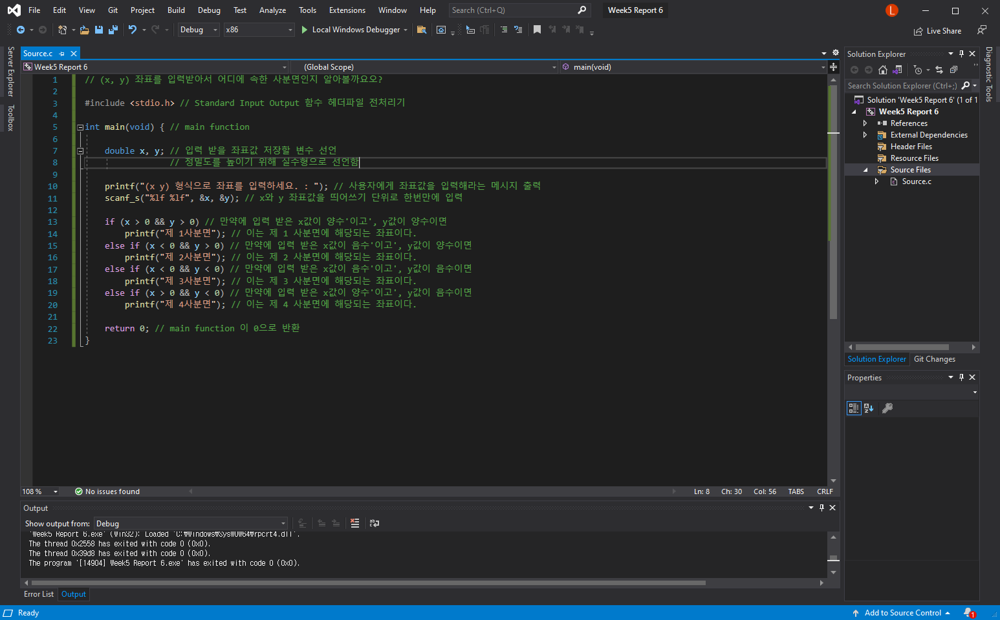 File Edit View Git Project Build Debug Test Analyze Tools Extensions Window Help Search (Ctrl+Q) Week5 Report 6 L
Debug x86 Local Windows Debugger Live Share
Server Explorer
Toolbox
Source.c
Week5 Report 6 (Global Scope) main(void)
1 // (x, y) 좌표를 입력받아서 어디에 속한 사분면인지 알아볼까요오?
2
3 #include <stdio.h> // Standard Input Output 함수 헤더파일 전처리기
4
5 int main(void) { // main function
6
7 double x, y; // 입력 받을 좌표값 저장할 변수 선언
8 // 정밀도를 높이기 위해 실수형으로 선언함
9
10 printf("(x y) 형식으로 좌표를 입력하세요. : "); // 사용자에게 좌표값을 입력해라는 메시지 출력
11 scanf_s("%lf %lf", &x, &y); // x와 y 좌표값을 띄어쓰기 단위로 한번만에 입력
12
13 if (x > 0 && y > 0) // 만약에 입력 받은 x값이 양수'이고', y값이 양수이면
14 printf("제 1사분면"); // 이는 제 1 사분면에 해당되는 좌표이다.
15 else if (x < 0 && y > 0) // 만약에 입력 받은 x값이 음수'이고', y값이 양수이면
16 printf("제 2사분면"); // 이는 제 2 사분면에 해당되는 좌표이다.
17 else if (x < 0 && y < 0) // 만약에 입력 받은 x값이 음수'이고', y값이 음수이면
18 printf("제 3사분면"); // 이는 제 3 사분면에 해당되는 좌표이다.
19 else if (x > 0 && y < 0) // 만약에 입력 받은 x값이 양수'이고', y값이 음수이면
20 printf("제 4사분면"); // 이는 제 4 사분면에 해당되는 좌표이다.
21
22 return 0; // main function 이 0으로 반환
23 }
108 % No issues found Ln: 8 Ch: 30 Col: 56 TABS CRLF
Output
Show output from: Debug
'Week5 Report 6.exe' (Win32): Loaded 'C:₩Windows₩SysWOW64₩rpcrt4.dll'.
The thread 0x2558 has exited with code 0 (0x0).
The thread 0x39d8 has exited with code 0 (0x0).
The program '[14904] Week5 Report 6.exe' has exited with code 0 (0x0).
Error List Output
Solution Explorer
Search Solution Explorer (Ctrl+;)
Solution 'Week5 Report 6' (1 of 1
Week5 Report 6
References
External Dependencies
Header Files
Resource Files
Source Files
Source.c
Solution Explorer Git Changes
Properties
Diagnostic Tools
Ready Add to Source Control 1